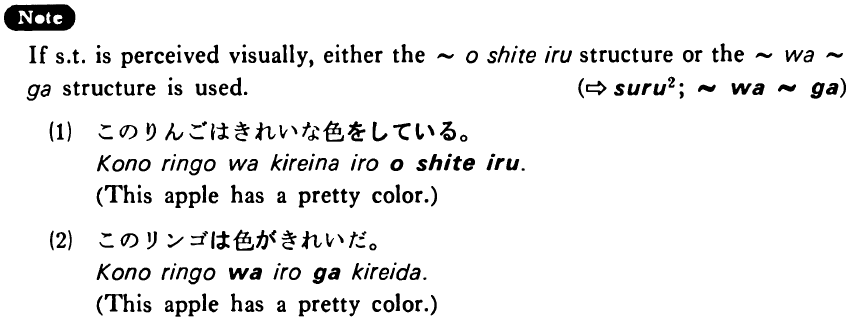 Note
If s.t. is perceived visually, either the ~ o shite iru structure or the ~ wa ~
ga structure is used. (⇨ suru²; ~ wa ~ ga)
(1) このりんごはきれいな色をしている。
Kono ringo wa kireina iro o shite iru.
(This apple has a pretty color.)
(2) このリンゴは色がきれいだ。
Kono ringo wa iro ga kireida.
(This apple has a pretty color.)